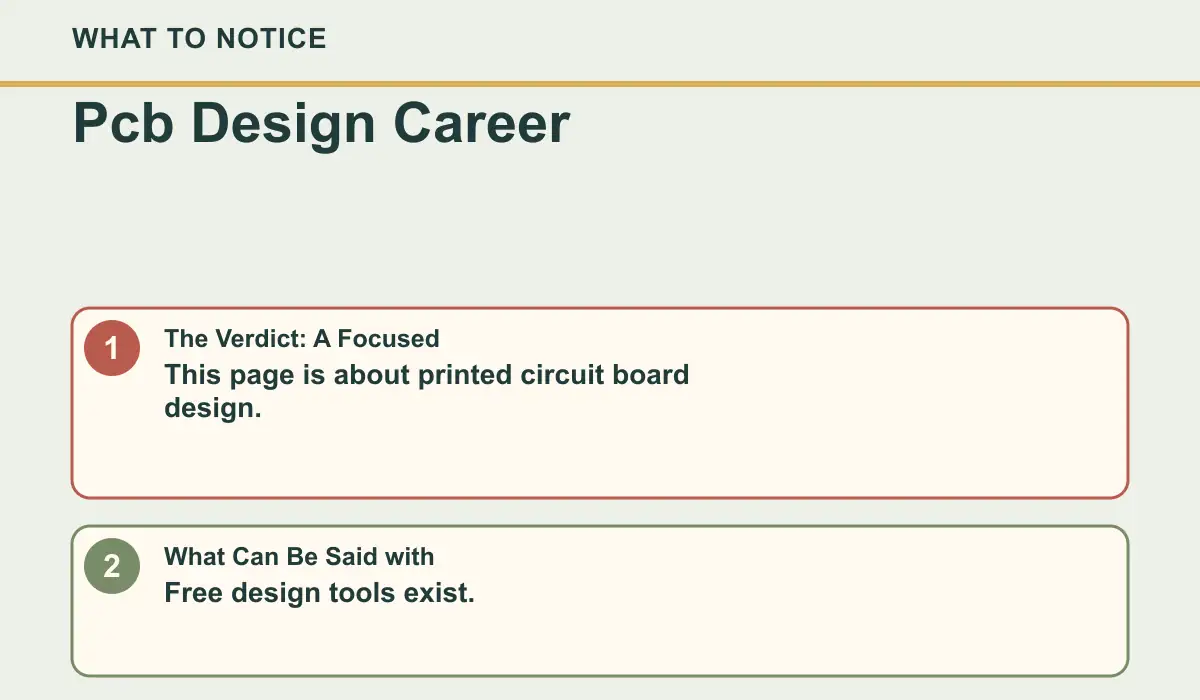 WHAT TO NOTICE
Pcb Design Career
1
The Verdict: A Focused
This page is about printed circuit board
design.
2
What Can Be Said with
Free design tools exist.